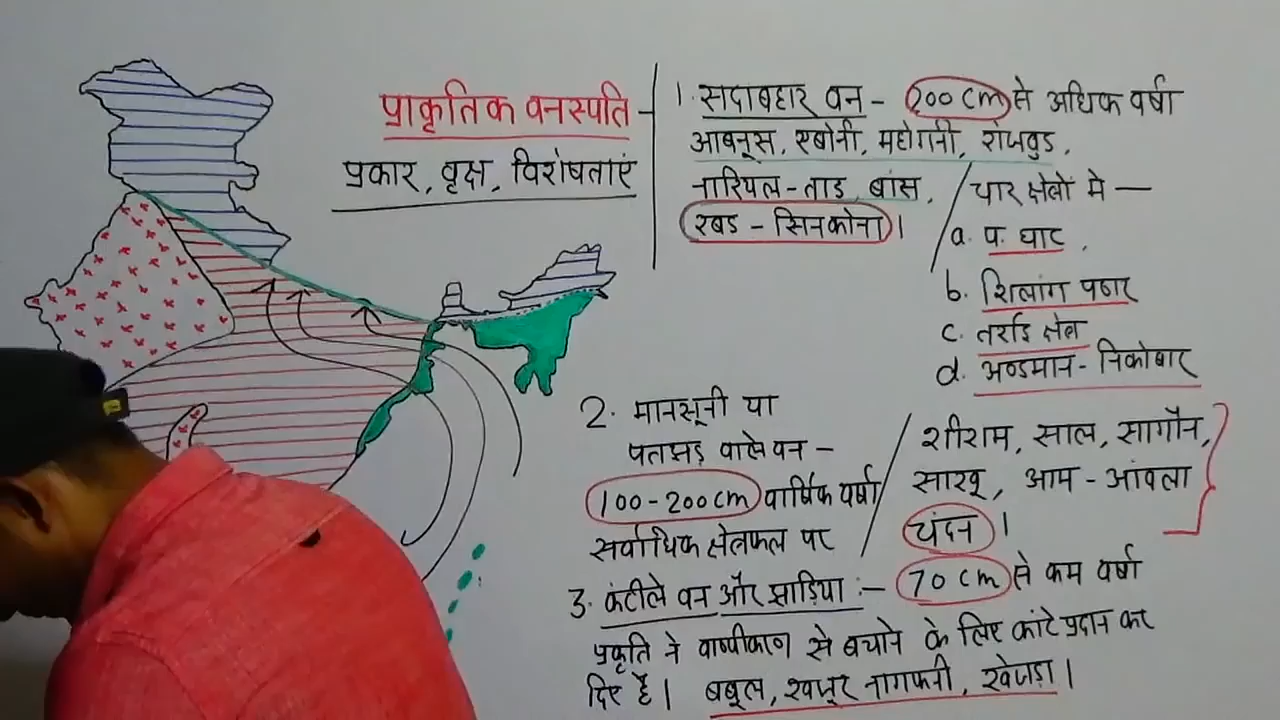 प्राकृतिक वनस्पति
प्रकार, वृक्ष, विशेषताएं
1. सदाबहार वन - 200 cm से अधिक वर्षा
आबनूस, एबोनी, महोगनी, रोजवुड,
नारियल - ताड़, बांस,
रबड - सिनकोना।
चार क्षेत्रों मे —
a. प. घाट,
b. शिलांग पठार
c. तराई क्षेत्र
d. अण्डमान - निकोबार
2. मानसूनी या
पतझड़ वाले वन -
100-200 cm वार्षिक वर्षा
सर्वाधिक क्षेत्रफल पर
शीशम, साल, सागौन,
साखू, आम - आंवला
चंदन।
3. कंटीले वन और झाड़िया :- 70 cm से कम वर्षा
प्रकृति ने वाष्पीकरण से बचाने के लिए कांटे प्रदान कर
दिए है। बबूल, खजूर नागफनी, खेजड़ा।